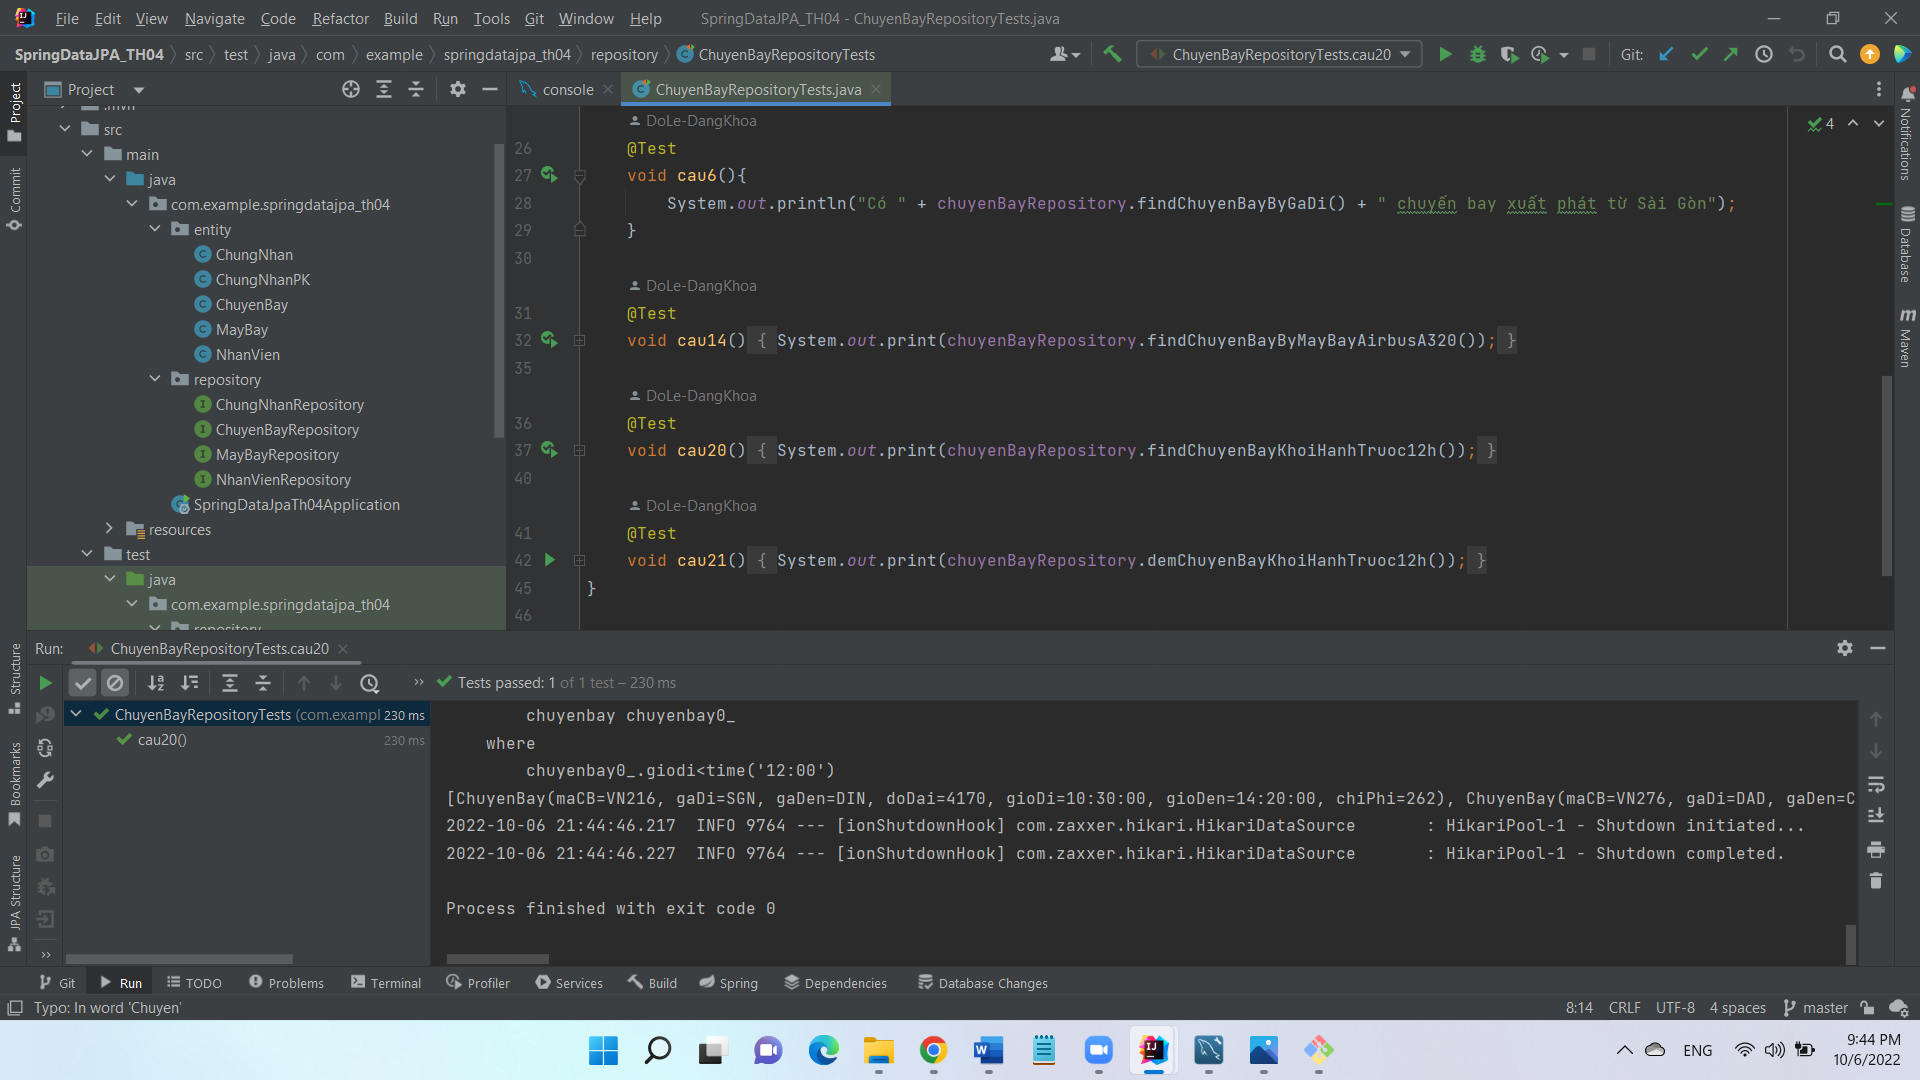 File Edit View Navigate Code Refactor Build Run Tools Git Window Help SpringDataJPA_TH04 - ChuyenBayRepositoryTests.java
SpringDataJPA_TH04 src test java com example springdatajpa_th04 repository ChuyenBayRepositoryTests ChuyenBayRepositoryTests.cau20 Git:
Project
console
ChuyenBayRepositoryTests.java
src
main
java
com.example.springdatajpa_th04
entity
ChungNhan
ChungNhanPK
ChuyenBay
MayBay
NhanVien
repository
ChungNhanRepository
ChuyenBayRepository
MayBayRepository
NhanVienRepository
SpringDataJpaTh04Application
resources
test
java
com.example.springdatajpa_th04
repository
DoLe-DangKhoa
26 @Test
27 void cau6(){
28 System.out.println("Có " + chuyenBayRepository.findChuyenBayByGaDi() + " chuyến bay xuất phát từ Sài Gòn");
29 }
30
DoLe-DangKhoa
31 @Test
32 void cau14() { System.out.print(chuyenBayRepository.findChuyenBayByMayBayAirbusA320()); }
35
DoLe-DangKhoa
36 @Test
37 void cau20() { System.out.print(chuyenBayRepository.findChuyenBayKhoiHanhTruoc12h()); }
40
DoLe-DangKhoa
41 @Test
42 void cau21() { System.out.print(chuyenBayRepository.demChuyenBayKhoiHanhTruoc12h()); }
45 }
46
4
Project
Commit
Structure
Bookmarks
JPA Structure
Notifications
Database
Maven
Run: ChuyenBayRepositoryTests.cau20
Tests passed: 1 of 1 test – 230 ms
ChuyenBayRepositoryTests (com.exampl 230 ms
cau20() 230 ms
chuyenbay chuyenbay0_
where
chuyenbay0_.giodi<time('12:00')
[ChuyenBay(maCB=VN216, gaDi=SGN, gaDen=DIN, doDai=4170, gioDi=10:30:00, gioDen=14:20:00, chiPhi=262), ChuyenBay(maCB=VN276, gaDi=DAD, gaDen=C
2022-10-06 21:44:46.217 INFO 9764 --- [ionShutdownHook] com.zaxxer.hikari.HikariDataSource : HikariPool-1 - Shutdown initiated...
2022-10-06 21:44:46.227 INFO 9764 --- [ionShutdownHook] com.zaxxer.hikari.HikariDataSource : HikariPool-1 - Shutdown completed.
Process finished with exit code 0
Git Run TODO Problems Terminal Profiler Services Build Spring Dependencies Database Changes
Typo: In word 'Chuyen' 8:14 CRLF UTF-8 4 spaces master
ENG
9:44 PM
10/6/2022